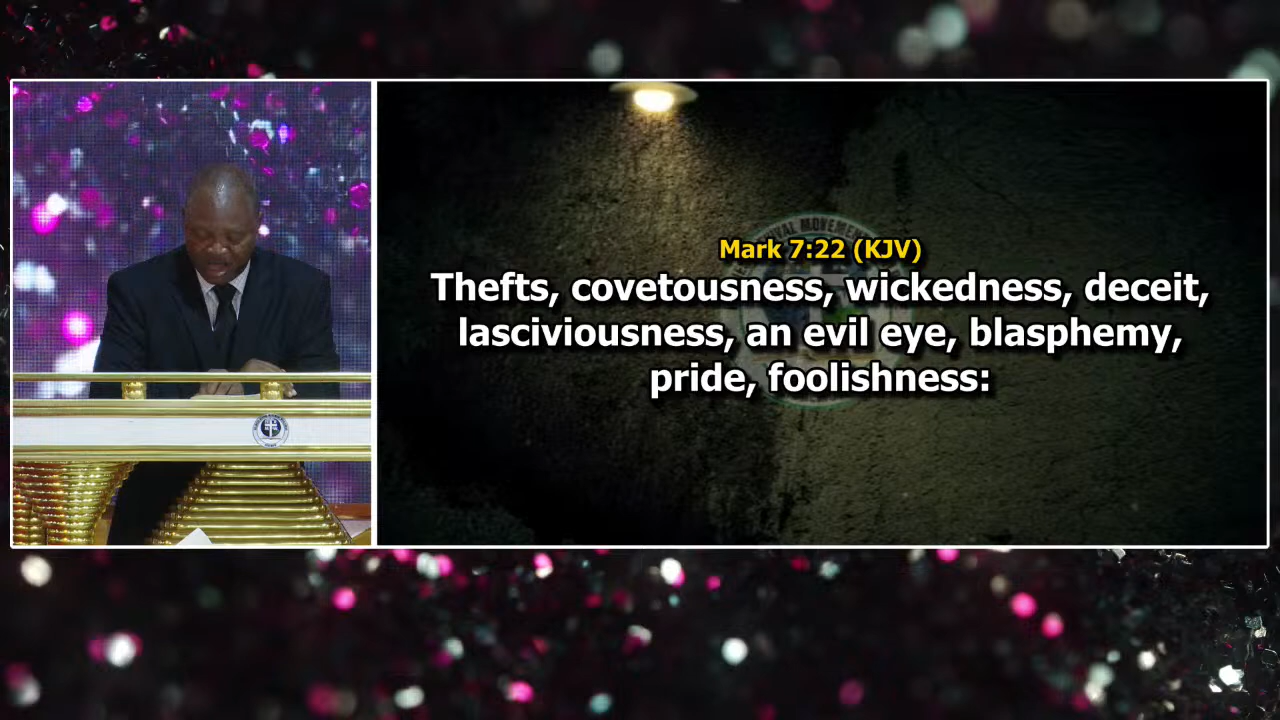 Mark 7:22 (KJV)
Thefts, covetousness, wickedness, deceit,
lasciviousness, an evil eye, blasphemy,
pride, foolishness: